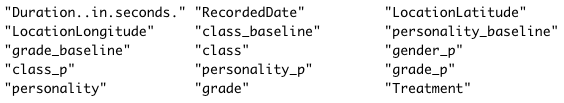 "Duration..in.seconds." "RecordedDate" "LocationLatitude"
"LocationLongitude" "class_baseline" "personality_baseline"
"grade_baseline" "class" "gender_p"
"class_p" "personality_p" "grade_p"
"personality" "grade" "Treatment"